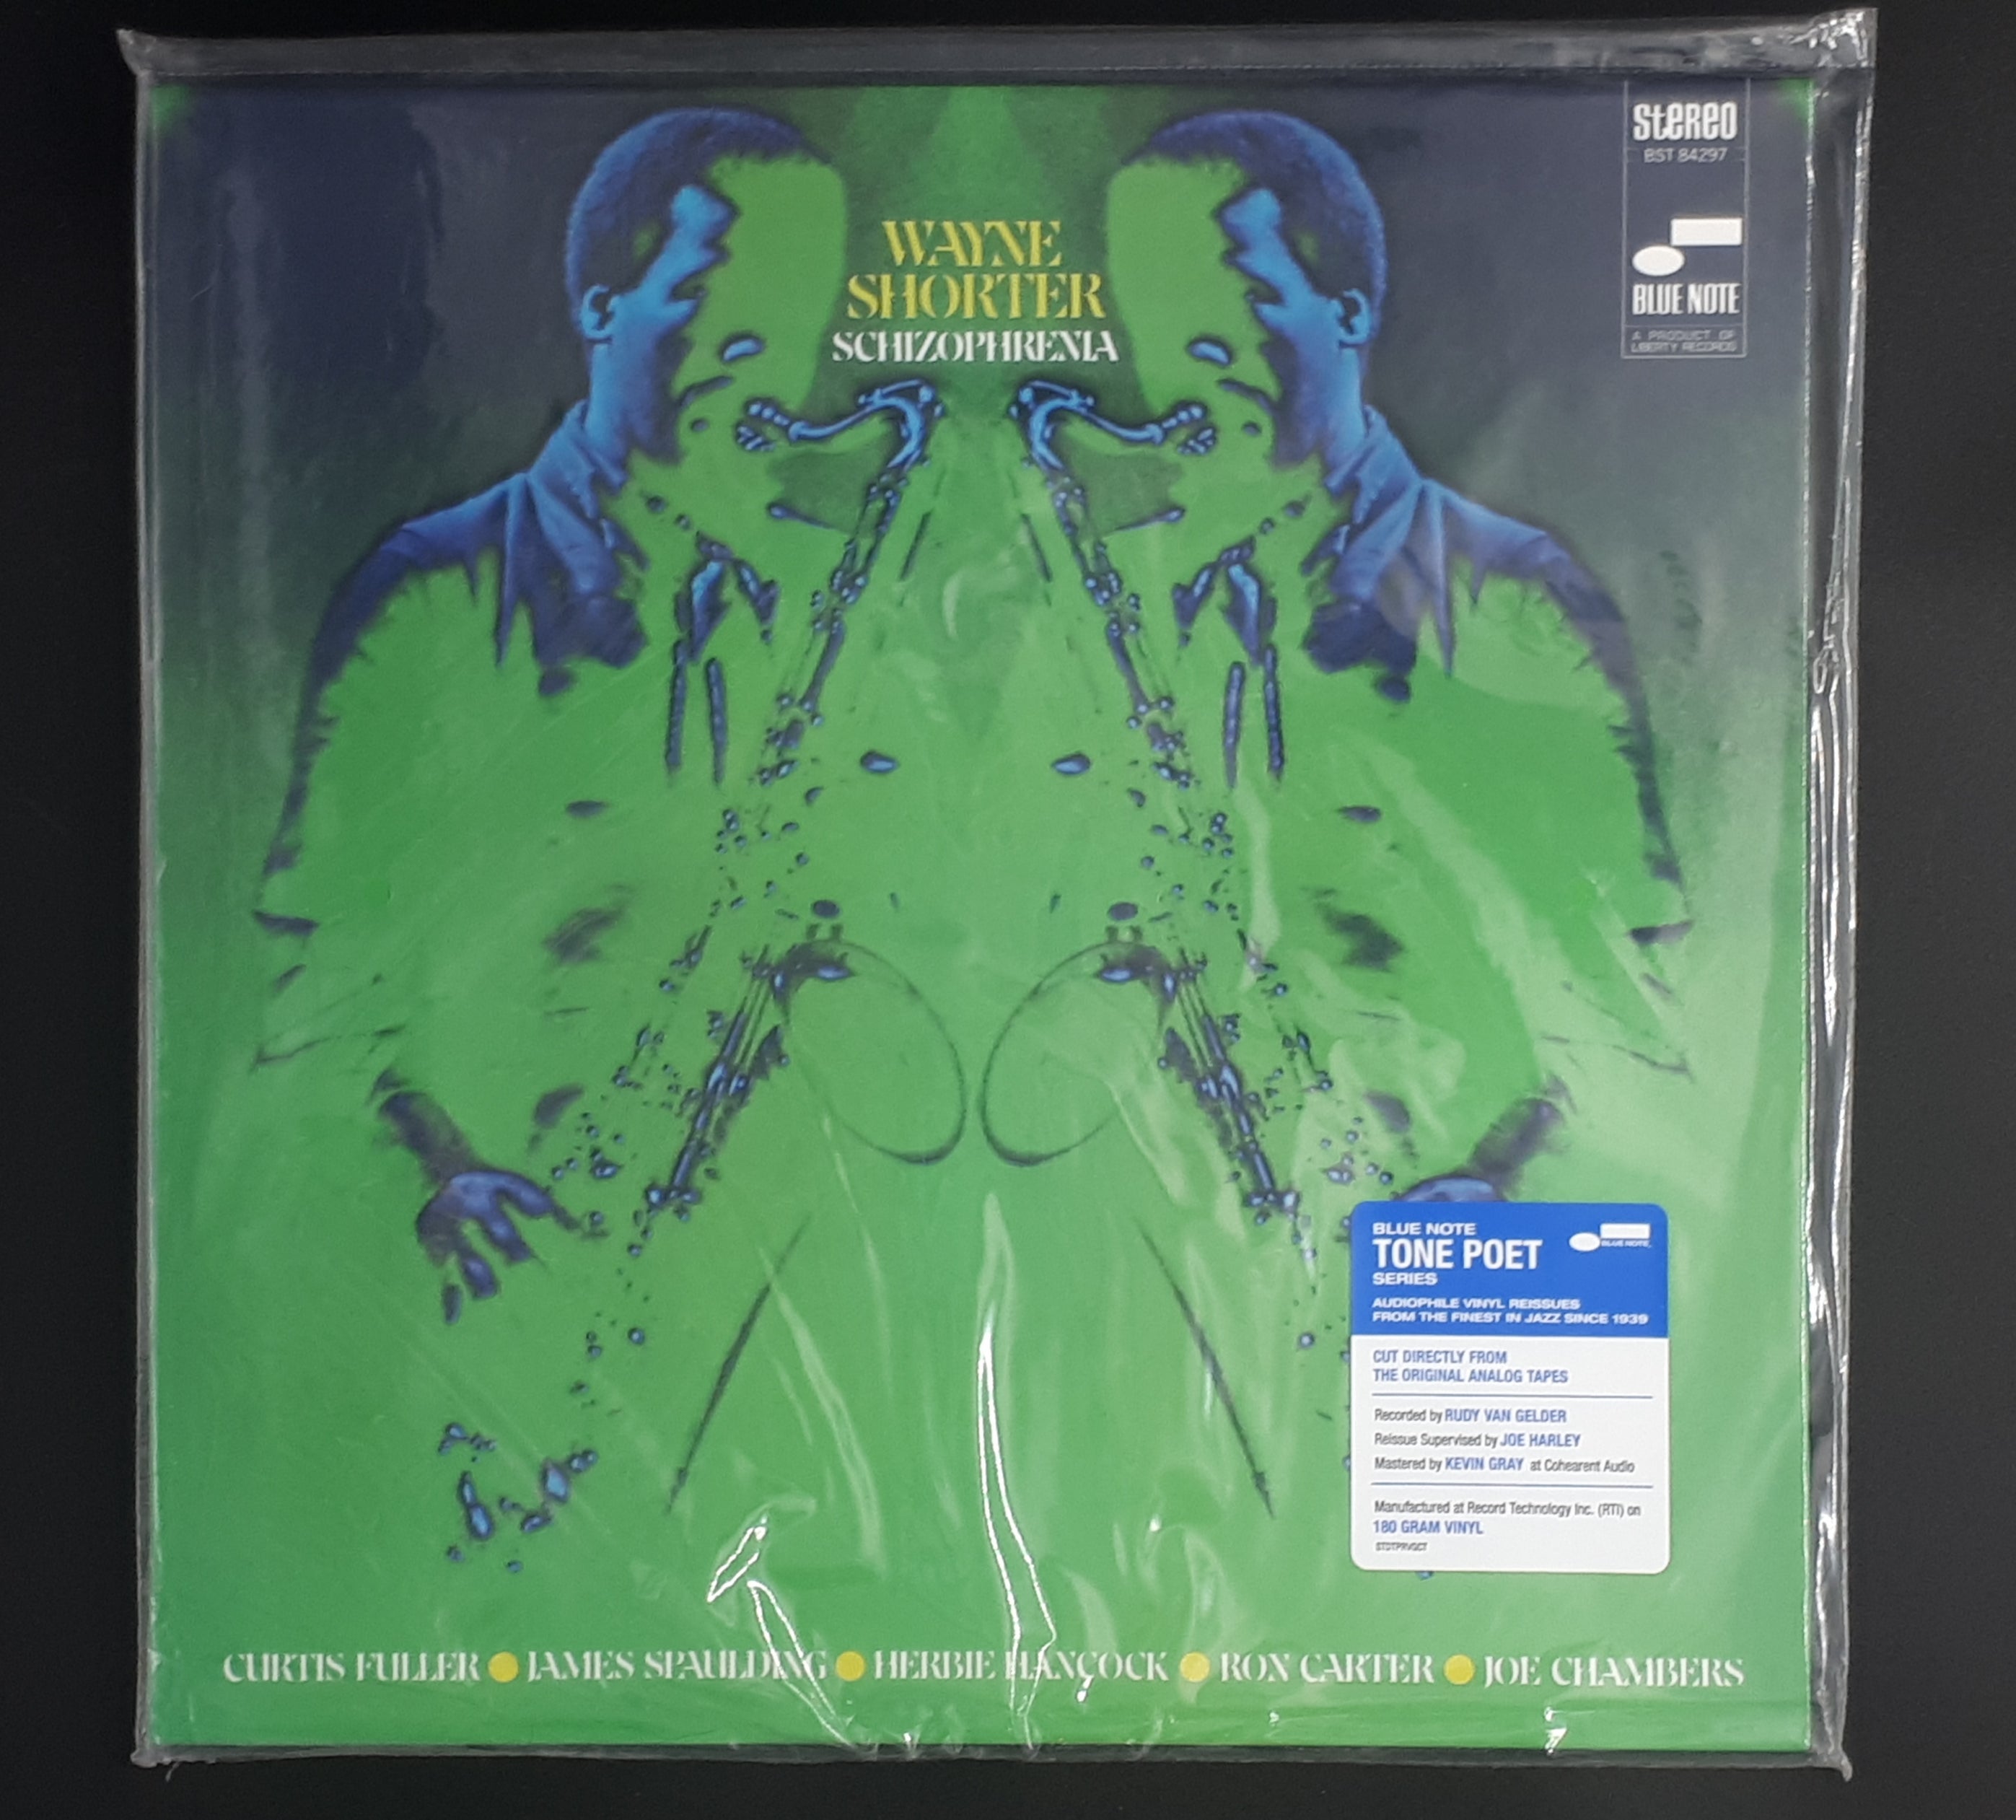 stereo
BST 84297
BLUE NOTE
A PRODUCT OF
LIBERTY RECORDS
WAYNE
SHORTER
SCHIZOPHRENIA
BLUE NOTE
TONE POET
SERIES
BLUE NOTE
AUDIOPHILE VINYL REISSUES
FROM THE FINEST IN JAZZ SINCE 1939
CUT DIRECTLY FROM
THE ORIGINAL ANALOG TAPES
Recorded by RUDY VAN GELDER
Reissue Supervised by JOE HARLEY
Mastered by KEVIN GRAY at Cohearent Audio
Manufactured at Record Technology Inc. (RTI) on
180 GRAM VINYL
CURTIS FULLER ● JAMES SPAULDING ● HERBIE HANCOCK ● RON CARTER ● JOE CHAMBERS